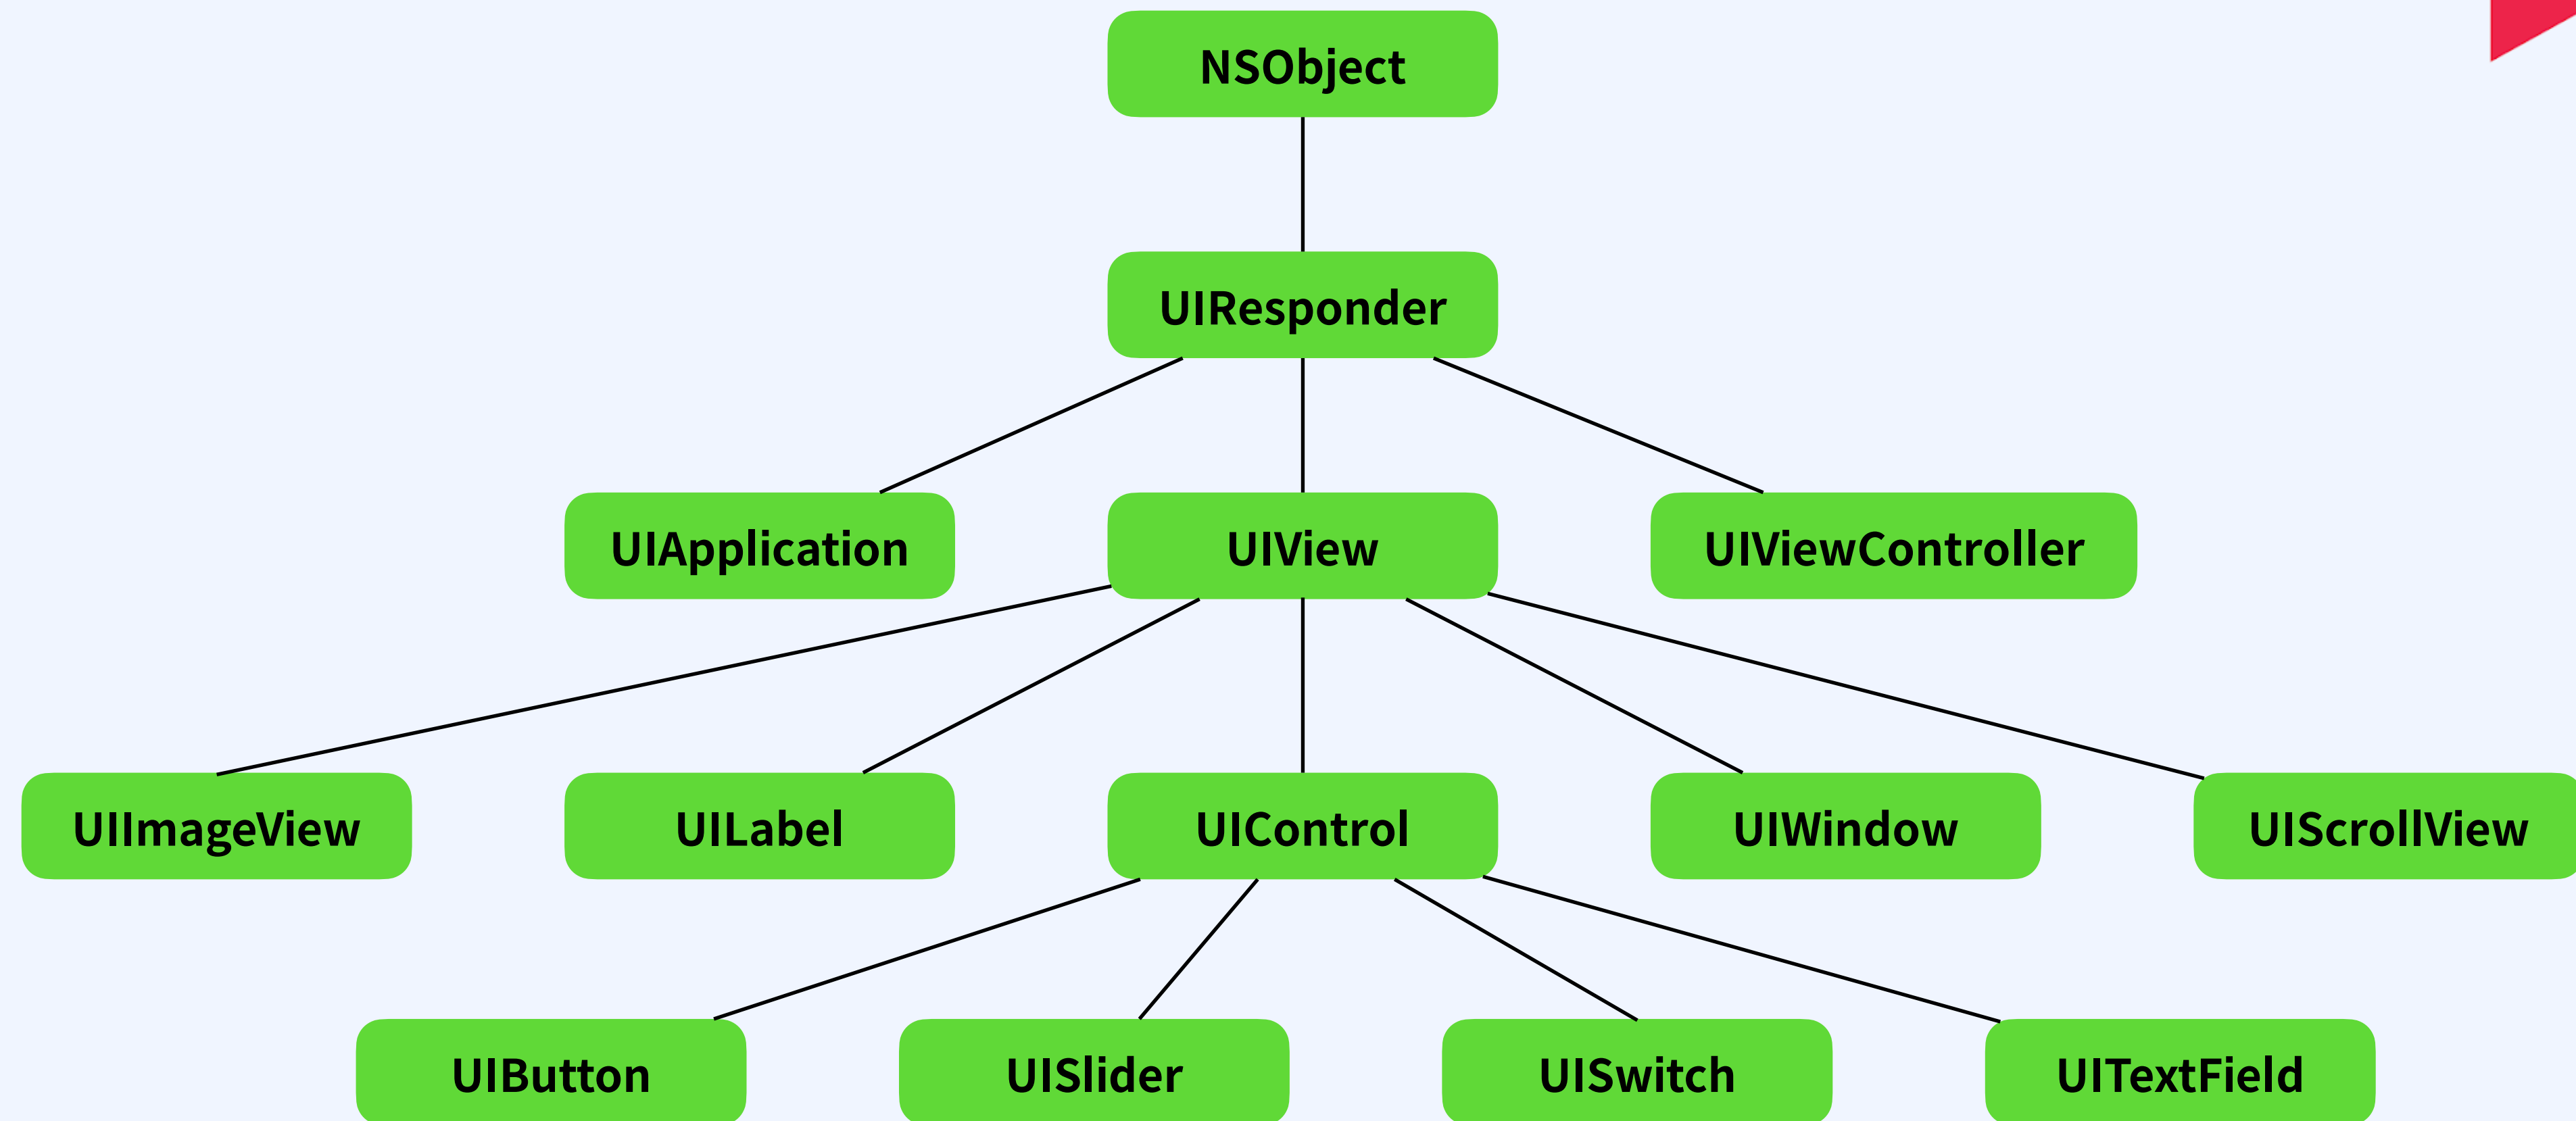 NSObject
UIResponder
UIApplication
UIView
UIViewController
UIImageView
UILabel
UIControl
UIWindow
UIScrollView
UIButton
UISlider
UISwitch
UITextField